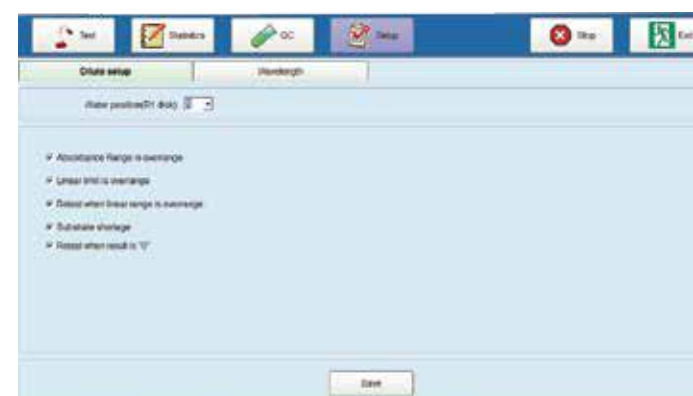 Test Statistics QC Setup Stop Exit
Dilute setup Wavelength
Water position(R1 disk)
Absorbance Range is overrange
Linear limit is overrange
Retest when linear range is overrange
Substrate shortage
Retest when result is "0"
Save